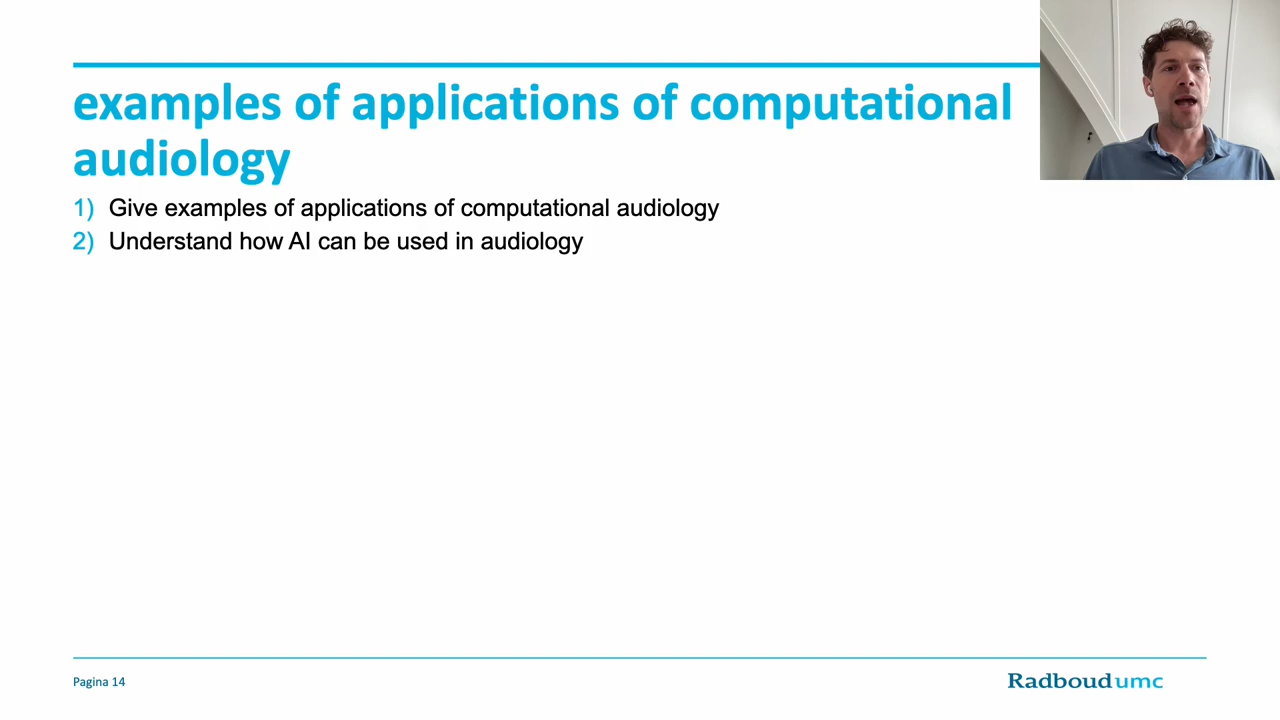 examples of applications of computational
audiology
1) Give examples of applications of computational audiology
2) Understand how AI can be used in audiology
Pagina 14
Radboudumc